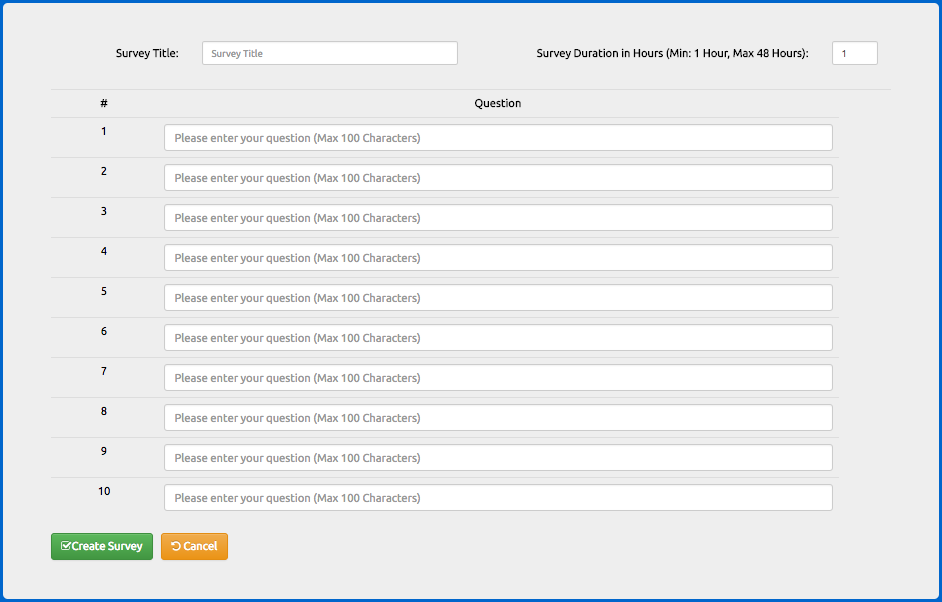 Survey Title: Survey Title Survey Duration in Hours (Min: 1 Hour, Max 48 Hours): 1
# Question
1 Please enter your question (Max 100 Characters)
2 Please enter your question (Max 100 Characters)
3 Please enter your question (Max 100 Characters)
4 Please enter your question (Max 100 Characters)
5 Please enter your question (Max 100 Characters)
6 Please enter your question (Max 100 Characters)
7 Please enter your question (Max 100 Characters)
8 Please enter your question (Max 100 Characters)
9 Please enter your question (Max 100 Characters)
10 Please enter your question (Max 100 Characters)
Create Survey Cancel